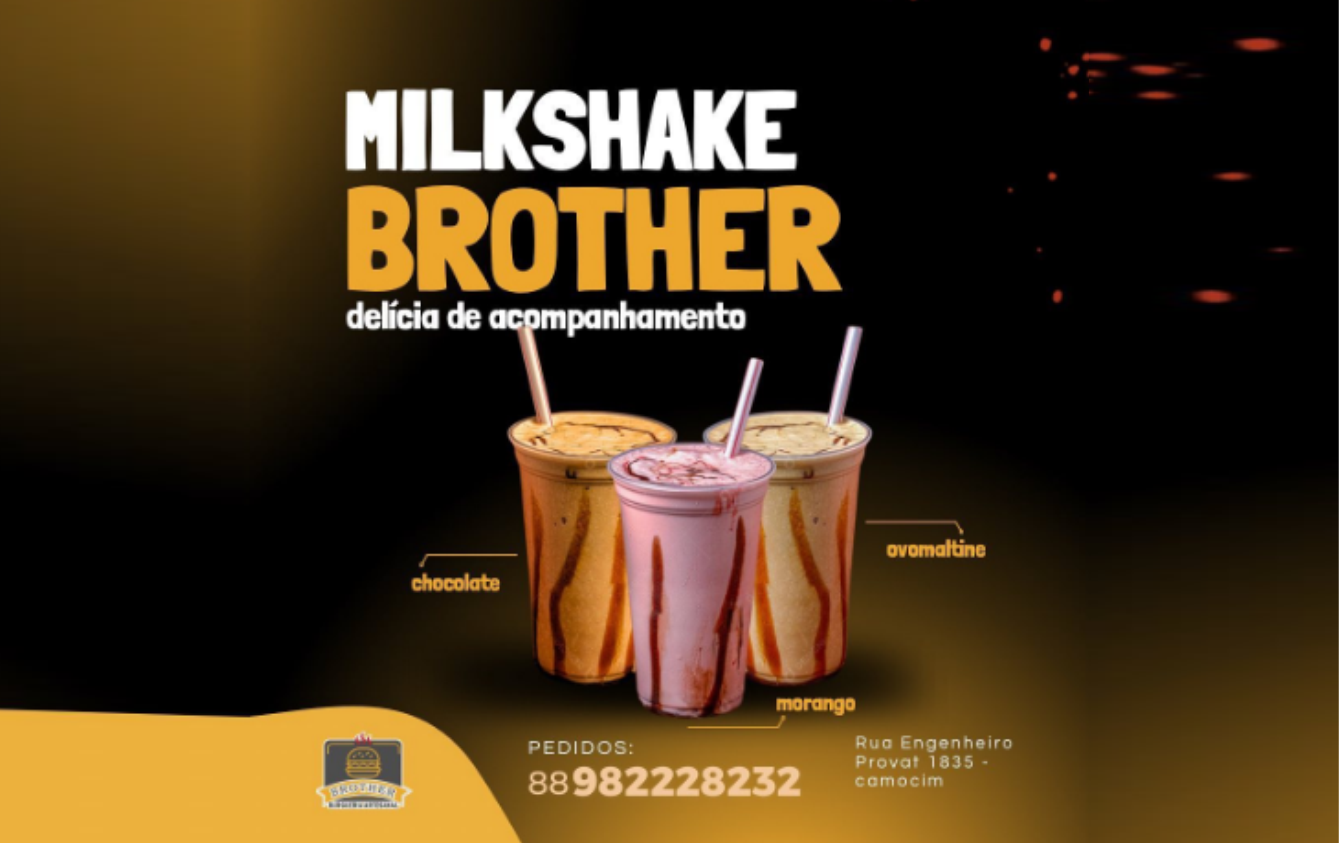 MILKSHAKE
BROTHER
delícia de acompanhamento
chocolate
ovomaltine
morango
PEDIDOS:
88982228232
Rua Engenheiro
Provat 1835 -
camocim
BROTHER